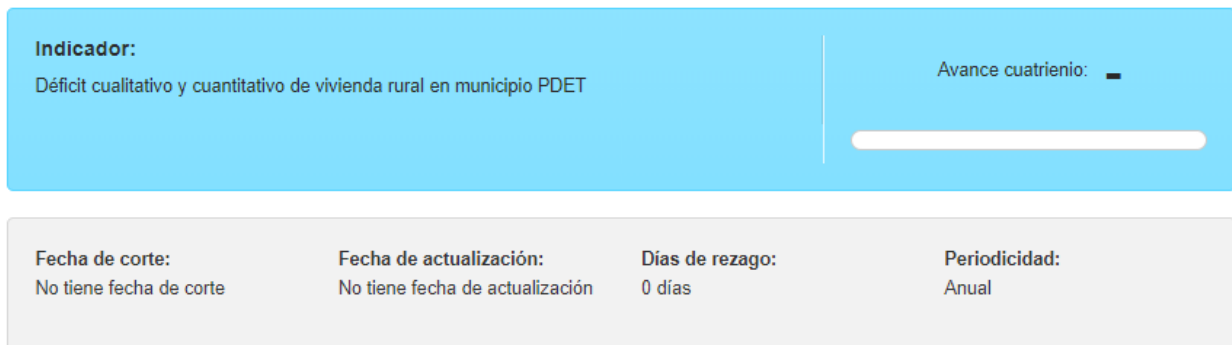 Indicador:
Déficit cualitativo y cuantitativo de vivienda rural en municipio PDET
Avance cuatrienio: -
Fecha de corte:
No tiene fecha de corte
Fecha de actualización:
No tiene fecha de actualización
Días de rezago:
0 días
Periodicidad:
Anual